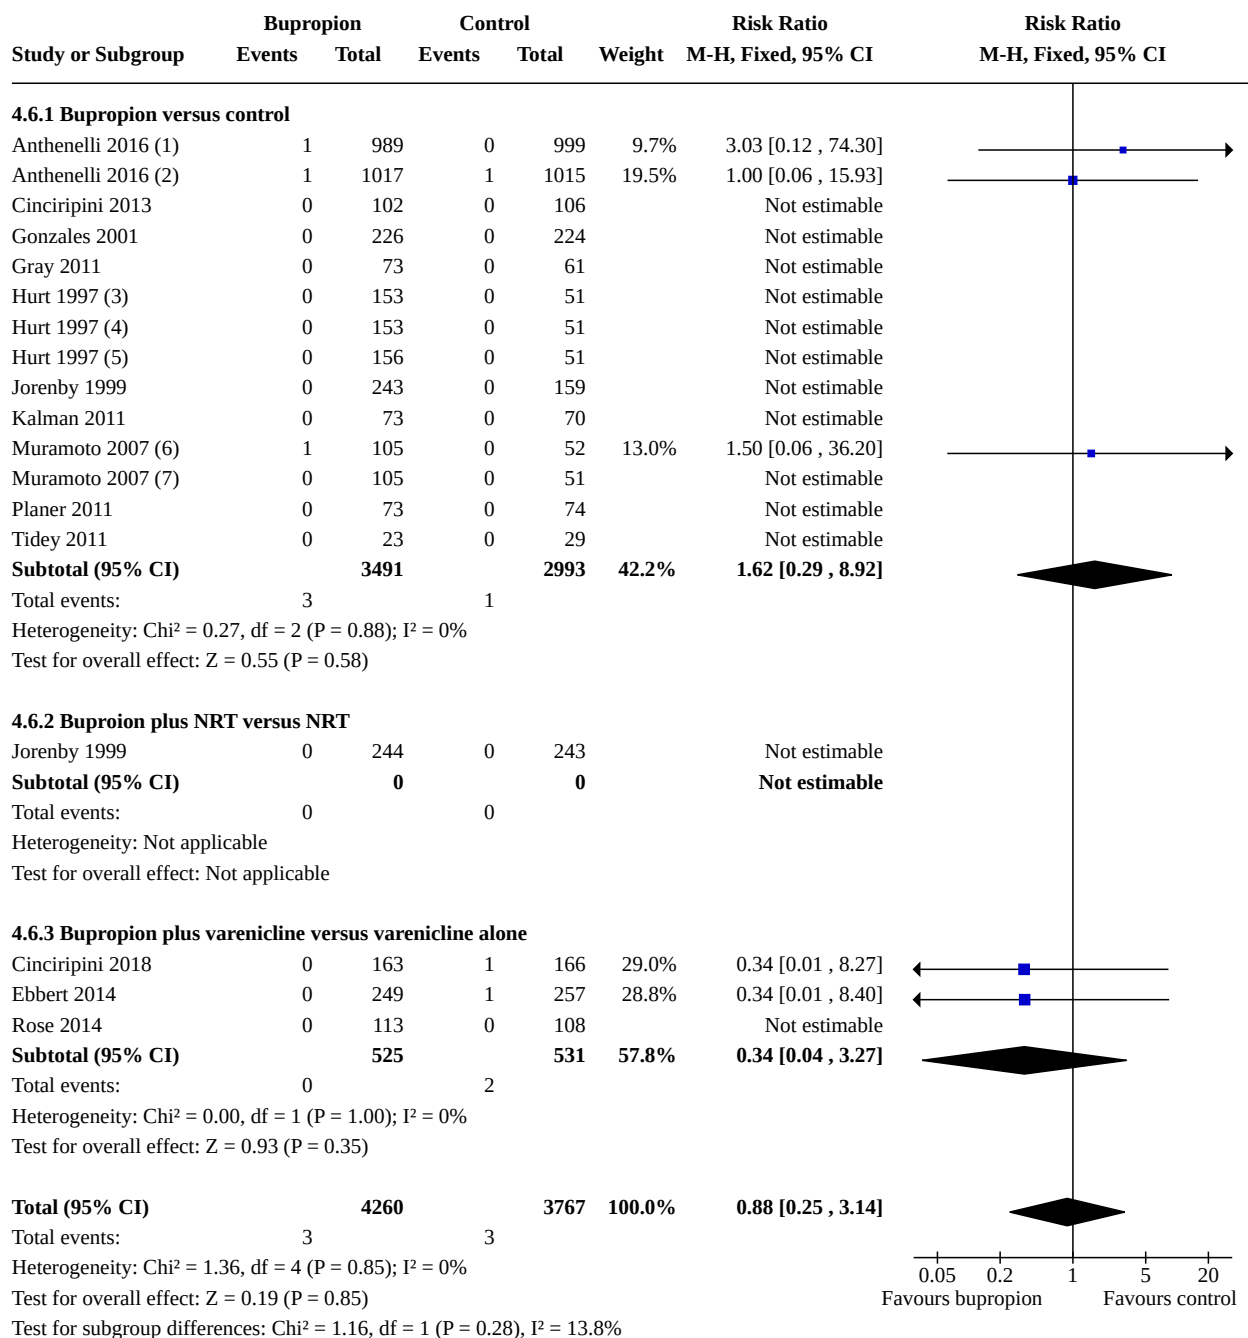 Bupropion Control Risk Ratio Risk Ratio
Study or Subgroup Events Total Events Total Weight M-H, Fixed, 95% CI M-H, Fixed, 95% CI
4.6.1 Bupropion versus control
Anthenelli 2016 (1) 1 989 0 999 9.7% 3.03 [0.12 , 74.30]
Anthenelli 2016 (2) 1 1017 1 1015 19.5% 1.00 [0.06 , 15.93]
Cinciripini 2013 0 102 0 106 Not estimable
Gonzales 2001 0 226 0 224 Not estimable
Gray 2011 0 73 0 61 Not estimable
Hurt 1997 (3) 0 153 0 51 Not estimable
Hurt 1997 (4) 0 153 0 51 Not estimable
Hurt 1997 (5) 0 156 0 51 Not estimable
Jorenby 1999 0 243 0 159 Not estimable
Kalman 2011 0 73 0 70 Not estimable
Muramoto 2007 (6) 1 105 0 52 13.0% 1.50 [0.06 , 36.20]
Muramoto 2007 (7) 0 105 0 51 Not estimable
Planer 2011 0 73 0 74 Not estimable
Tidey 2011 0 23 0 29 Not estimable
Subtotal (95% CI) 3491 2993 42.2% 1.62 [0.29 , 8.92]
Total events: 3 1
Heterogeneity: Chi² = 0.27, df = 2 (P = 0.88); I² = 0%
Test for overall effect: Z = 0.55 (P = 0.58)
4.6.2 Buproion plus NRT versus NRT
Jorenby 1999 0 244 0 243 Not estimable
Subtotal (95% CI) 0 0 Not estimable
Total events: 0 0
Heterogeneity: Not applicable
Test for overall effect: Not applicable
4.6.3 Bupropion plus varenicline versus varenicline alone
Cinciripini 2018 0 163 1 166 29.0% 0.34 [0.01 , 8.27]
Ebbert 2014 0 249 1 257 28.8% 0.34 [0.01 , 8.40]
Rose 2014 0 113 0 108 Not estimable
Subtotal (95% CI) 525 531 57.8% 0.34 [0.04 , 3.27]
Total events: 0 2
Heterogeneity: Chi² = 0.00, df = 1 (P = 1.00); I² = 0%
Test for overall effect: Z = 0.93 (P = 0.35)
Total (95% CI) 4260 3767 100.0% 0.88 [0.25 , 3.14]
Total events: 3 3
Heterogeneity: Chi² = 1.36, df = 4 (P = 0.85); I² = 0%
0.05 0.2 1 5 20
Test for overall effect: Z = 0.19 (P = 0.85) Favours bupropion Favours control
Test for subgroup differences: Chi² = 1.16, df = 1 (P = 0.28), I² = 13.8%